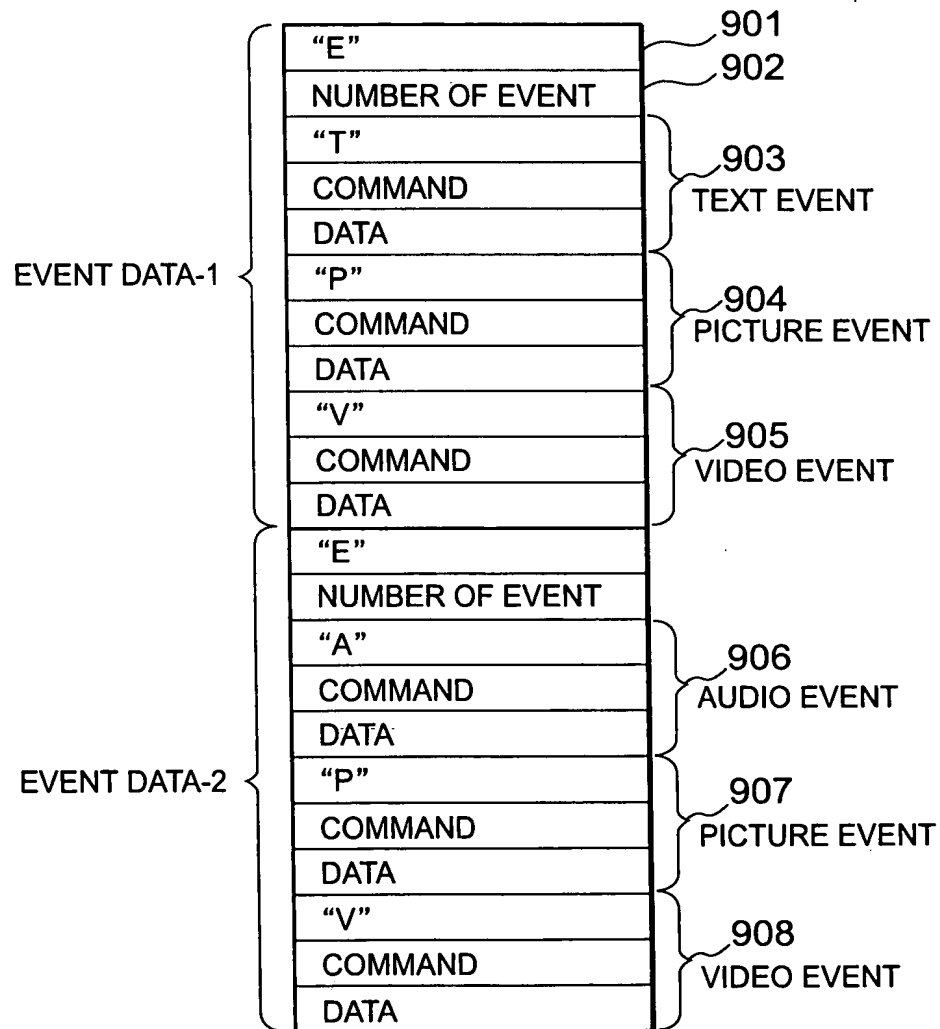 901
“E”
902
NUMBER OF EVENT
“T”
903
COMMAND
TEXT EVENT
DATA
EVENT DATA-1
“P”
904
COMMAND
PICTURE EVENT
DATA
“V”
905
COMMAND
VIDEO EVENT
DATA
“E”
NUMBER OF EVENT
“A”
906
COMMAND
AUDIO EVENT
DATA
EVENT DATA-2
“P”
907
COMMAND
PICTURE EVENT
DATA
“V”
908
COMMAND
VIDEO EVENT
DATA